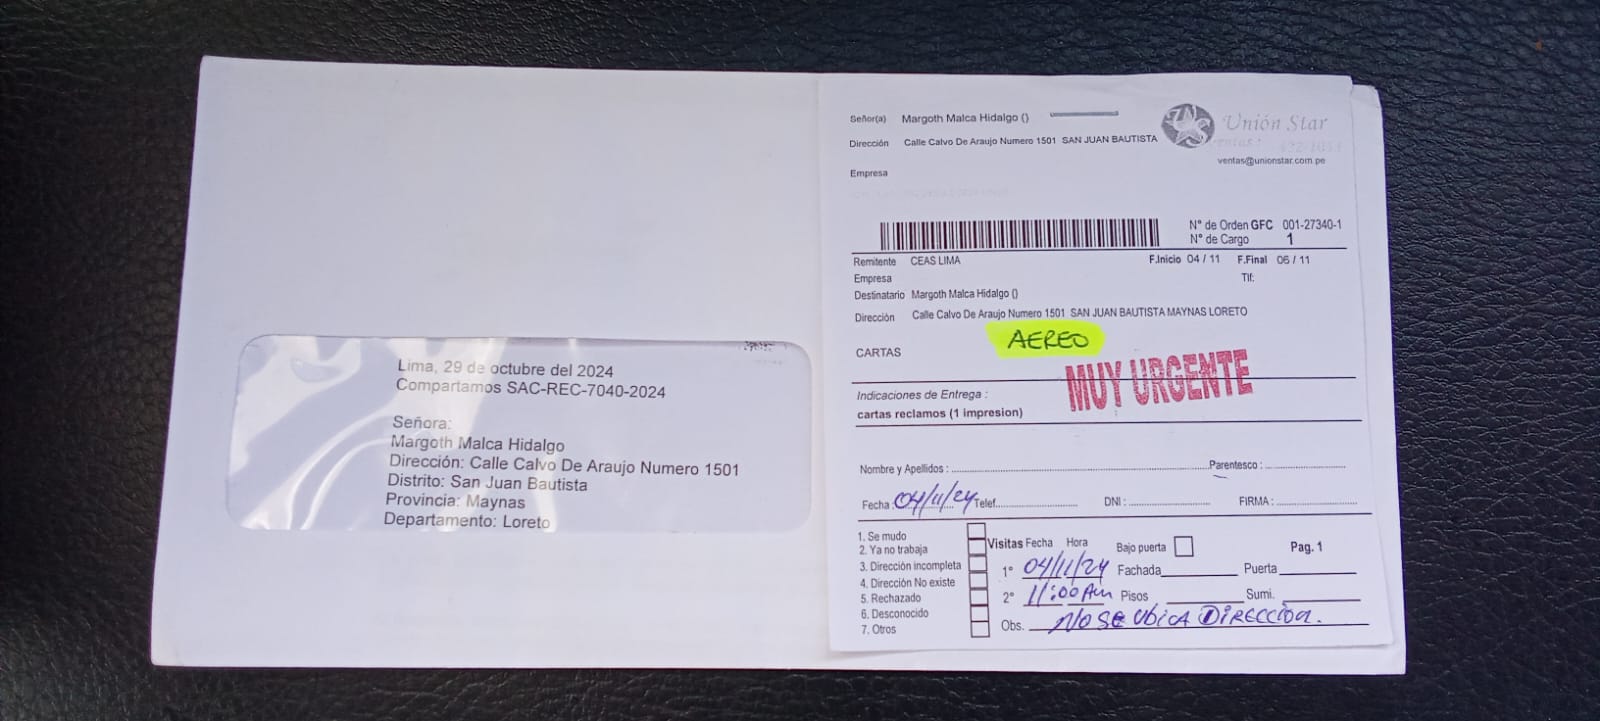 Lima, 29 de octubre del 2024
Compartamos SAC-REC-7040-2024
Señora:
Margoth Malca Hidalgo
Dirección: Calle Calvo De Araujo Numero 1501
Distrito: San Juan Bautista
Provincia: Maynas
Departamento: Loreto
Señor(a) Margoth Malca Hidalgo ()
Dirección Calle Calvo De Araujo Numero 1501 SAN JUAN BAUTISTA
Empresa
Unión Star
ventas@unionstar.com.pe
N° de Orden GFC 001-27340-1
N° de Cargo 1
Remitente CEAS LIMA F.Inicio 04 / 11 F.Final 06 / 11
Empresa Tlf:
Destinatario Margoth Malca Hidalgo ()
Dirección Calle Calvo De Araujo Numero 1501 SAN JUAN BAUTISTA MAYNAS LORETO
AEREO
CARTAS
MUY URGENTE
Indicaciones de Entrega :
cartas reclamos (1 impresion)
Nombre y Apellidos : Parentesco :
Fecha : 04/11/24 Telef. DNI : FIRMA :
1. Se mudo
2. Ya no trabaja
3. Dirección incompleta
4. Dirección No existe
5. Rechazado
6. Desconocido
7. Otros
Visitas Fecha Hora Bajo puerta Pag. 1
1° 04/11/24 Fachada Puerta
2° 11:00 Am Pisos Sumi.
Obs. NO SE UBICA DIRECCION.